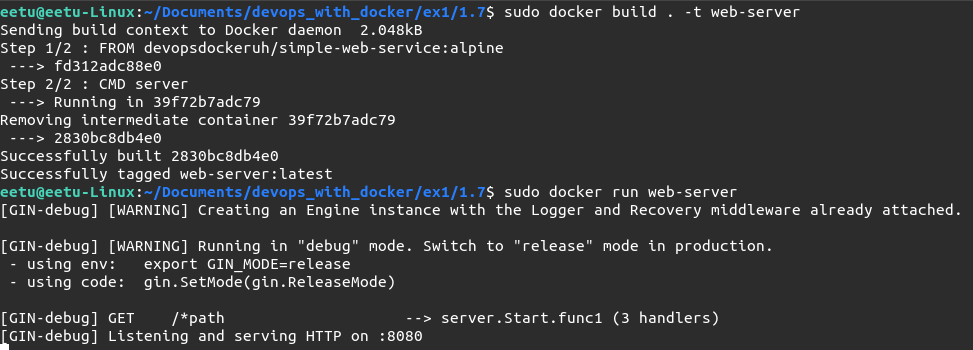 eetu@eetu-Linux:~/Documents/devops_with_docker/ex1/1.7$ sudo docker build . -t web-server
Sending build context to Docker daemon  2.048kB
Step 1/2 : FROM devopsdockeruh/simple-web-service:alpine
 ---> fd312adc88e0
Step 2/2 : CMD server
 ---> Running in 39f72b7adc79
Removing intermediate container 39f72b7adc79
 ---> 2830bc8db4e0
Successfully built 2830bc8db4e0
Successfully tagged web-server:latest
eetu@eetu-Linux:~/Documents/devops_with_docker/ex1/1.7$ sudo docker run web-server
[GIN-debug] [WARNING] Creating an Engine instance with the Logger and Recovery middleware already attached.

[GIN-debug] [WARNING] Running in "debug" mode. Switch to "release" mode in production.
 - using env:   export GIN_MODE=release
 - using code:  gin.SetMode(gin.ReleaseMode)

[GIN-debug] GET    /*path                    --> server.Start.func1 (3 handlers)
[GIN-debug] Listening and serving HTTP on :8080